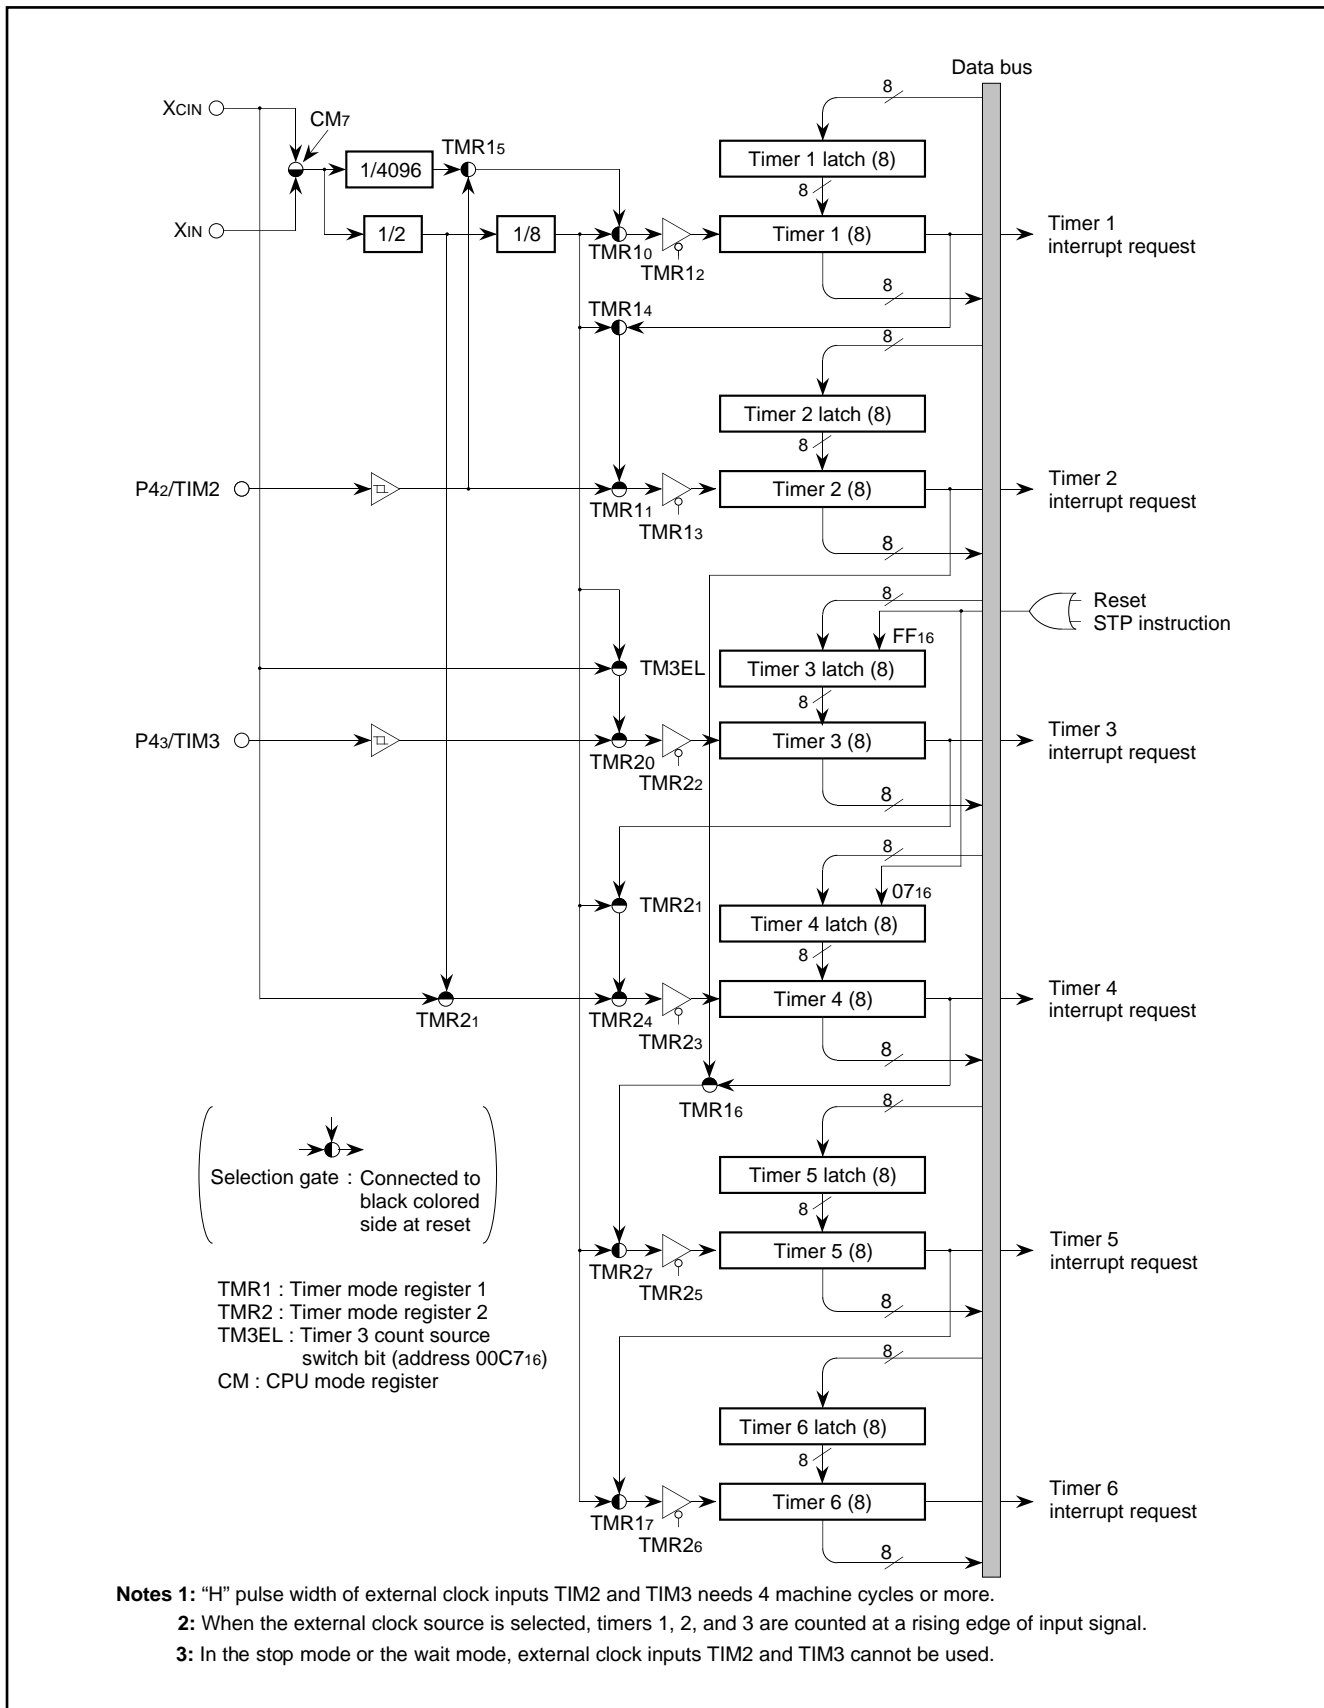 Data bus
XCIN
CM7
TMR15
1/4096
8
Timer 1 latch (8)
8
XIN
1/2
1/8
TMR10
TMR12
Timer 1 (8)
Timer 1
interrupt request
8
TMR14
8
Timer 2 latch (8)
8
P42/TIM2
TMR11
TMR13
Timer 2 (8)
Timer 2
interrupt request
8
8
Reset
STP instruction
FF16
TM3EL
Timer 3 latch (8)
8
P43/TIM3
TMR20
TMR22
Timer 3 (8)
Timer 3
interrupt request
8
8
0716
TMR21
Timer 4 latch (8)
8
TMR21
TMR24
TMR23
Timer 4 (8)
Timer 4
interrupt request
8
TMR16
8
Selection gate : Connected to
black colored
side at reset
Timer 5 latch (8)
8
TMR27
TMR25
Timer 5 (8)
Timer 5
interrupt request
8
TMR1 : Timer mode register 1
TMR2 : Timer mode register 2
TM3EL : Timer 3 count source
switch bit (address 00C716)
CM : CPU mode register
8
Timer 6 latch (8)
8
TMR17
TMR26
Timer 6 (8)
Timer 6
interrupt request
8
Notes 1: “H” pulse width of external clock inputs TIM2 and TIM3 needs 4 machine cycles or more.
2: When the external clock source is selected, timers 1, 2, and 3 are counted at a rising edge of input signal.
3: In the stop mode or the wait mode, external clock inputs TIM2 and TIM3 cannot be used.